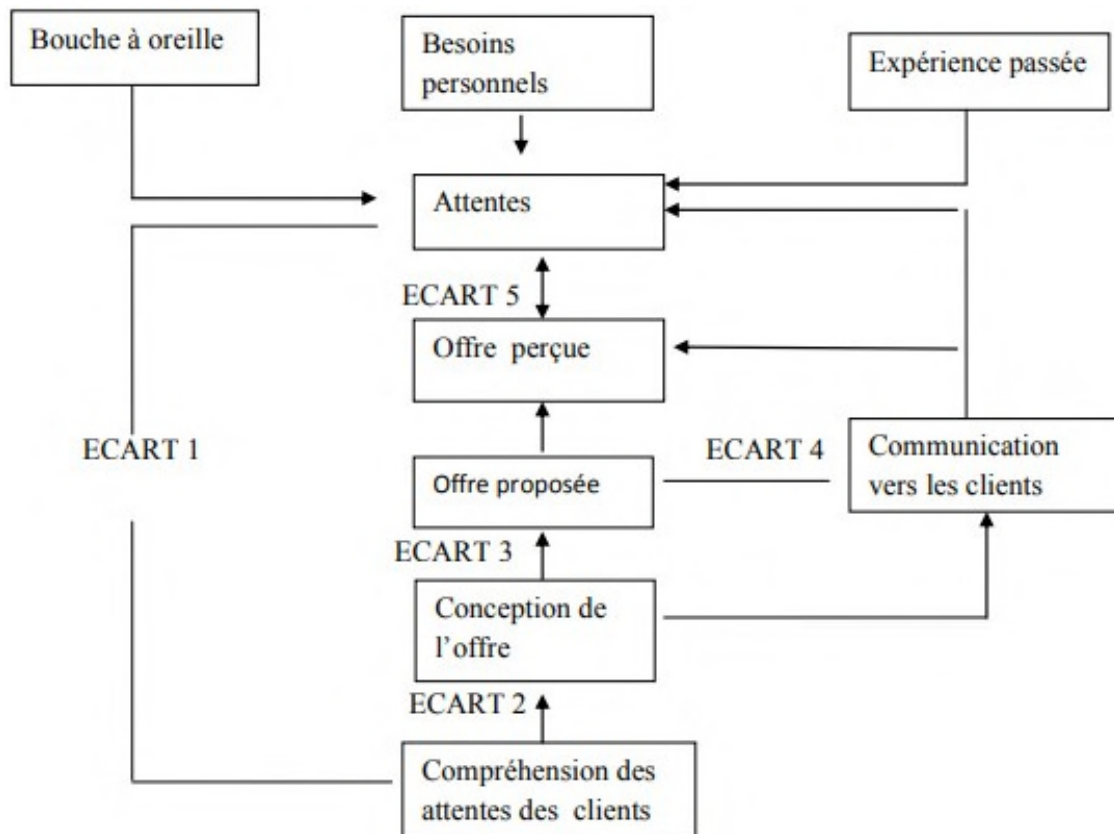 Bouche à oreille
Besoins
personnels
Expérience passée
Attentes
ECART 5
Offre perçue
ECART 1
ECART 4
Communication
vers les clients
Offre proposée
ECART 3
Conception de
l’offre
ECART 2
Compréhension des
attentes des clients